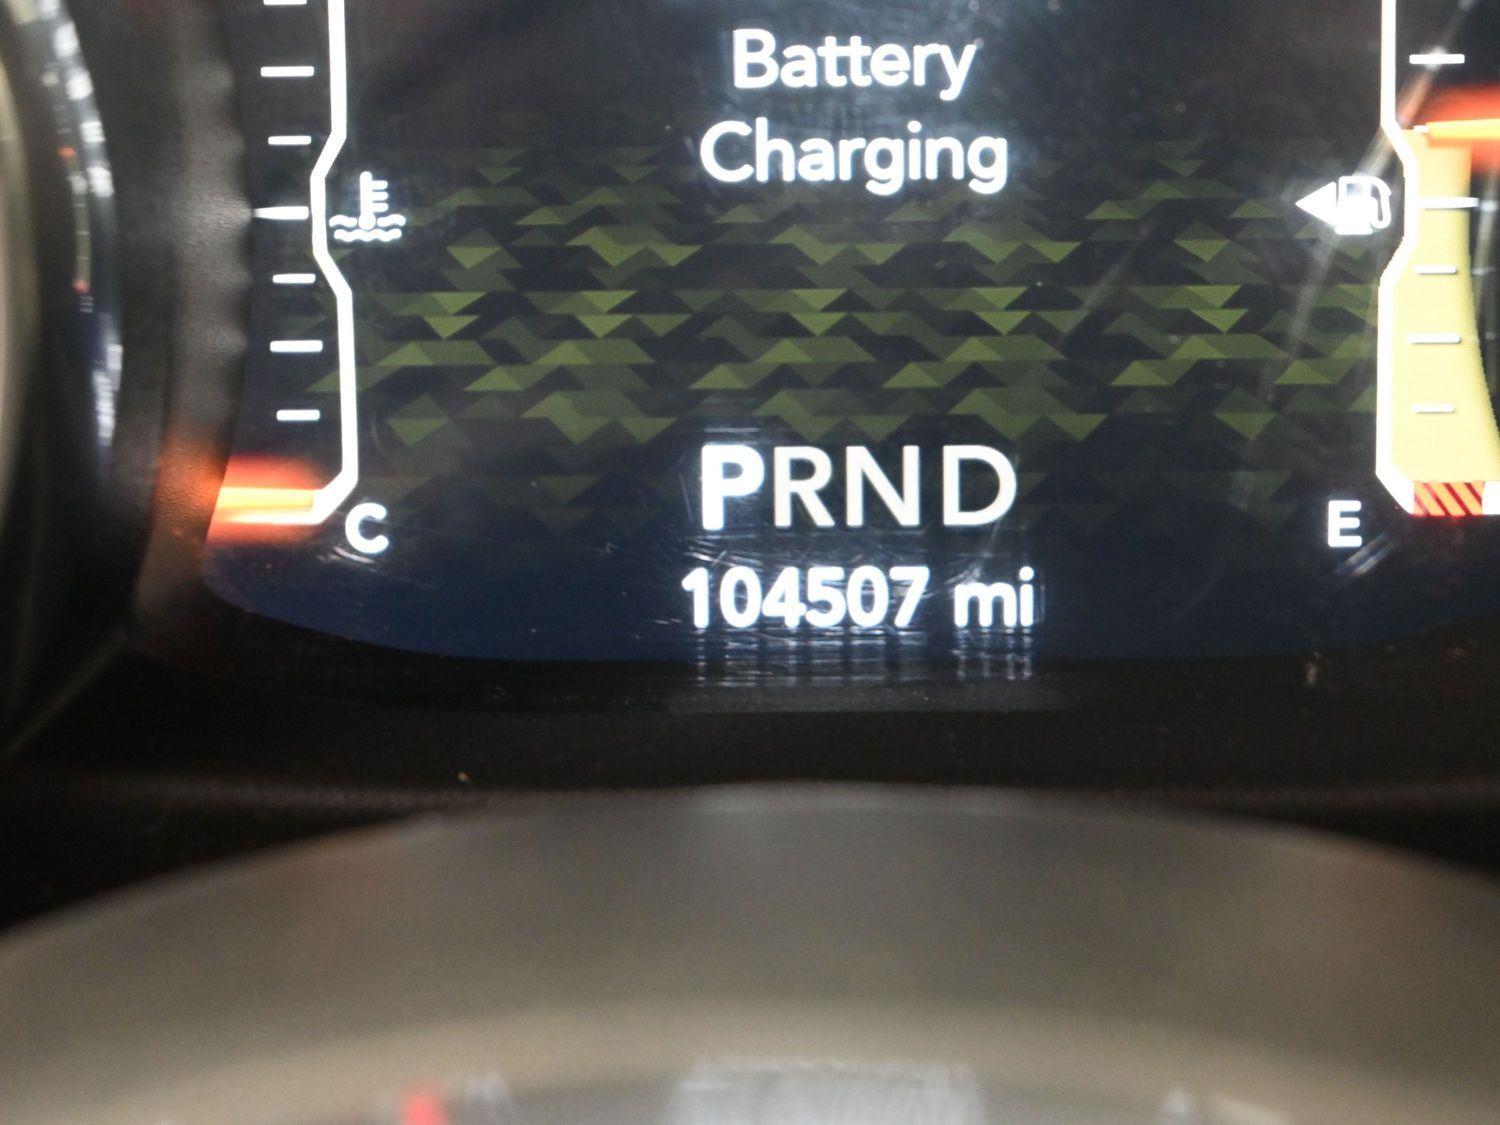 Battery
Charging
PRND
C
E
104507 mi